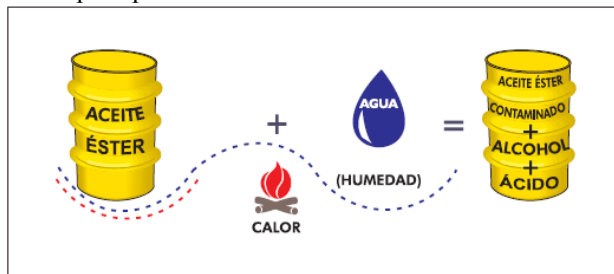 ACEITE
ÉSTER
+
CALOR
AGUA
(HUMEDAD)
=
ACEITE ÉSTER
CONTAMINADO
+
ALCOHOL
+
ÁCIDO